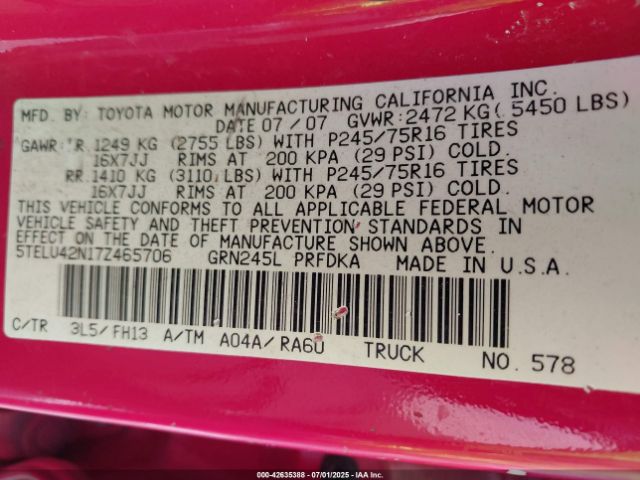 MFD. BY: TOYOTA MOTOR MANUFACTURING CALIFORNIA INC.
DATE 07/07 GVWR: 2472 KG( 5450 LBS)
GAWR: FR. 1249 KG (2755 LBS) WITH P245/75R16 TIRES
16X7JJ RIMS AT 200 KPA (29 PSI) COLD.
RR. 1410 KG (3110 LBS) WITH P245/75R16 TIRES
16X7JJ RIMS AT 200 KPA (29 PSI) COLD.
THIS VEHICLE CONFORMS TO ALL APPLICABLE FEDERAL MOTOR
VEHICLE SAFETY AND THEFT PREVENTION STANDARDS IN
EFFECT ON THE DATE OF MANUFACTURE SHOWN ABOVE.
5TELU42N17Z465706 GRN245L PRFDKA MADE IN U.S.A.
C/TR 3L5/FH13 A/TM A04A/RA60 TRUCK NO. 578
000-42635388 | 07/01/2025 | IAA Inc.